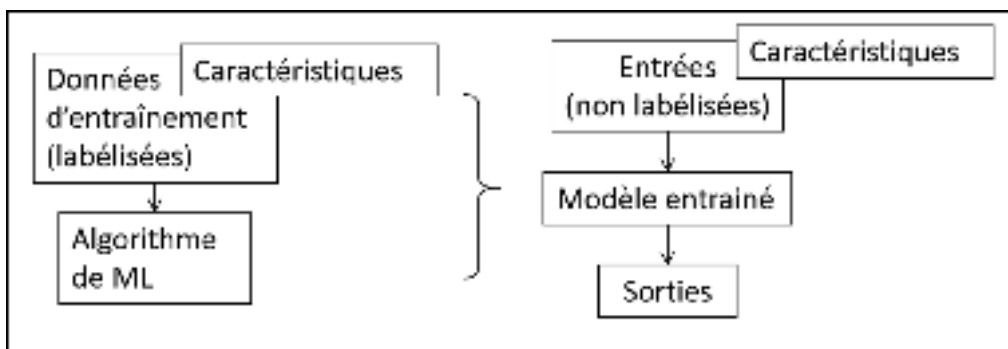 Données
d'entraînement
(labélisées)
Caractéristiques
Algorithme
de ML
Entrées
(non labélisées)
Caractéristiques
Modèle entrainé
Sorties